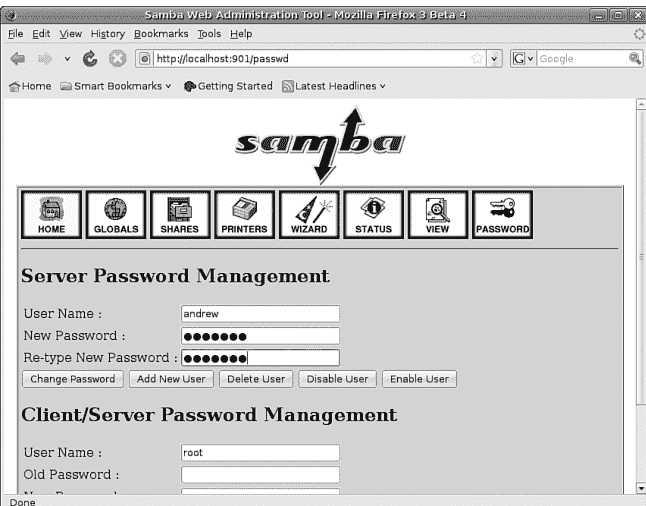 Samba Web Administration Tool - Mozilla Firefox 3 Beta 4
File Edit View History Bookmarks Tools Help
http://localhost:901/passwd
G Google
Home Smart Bookmarks Getting Started Latest Headlines
samba
HOME GLOBALS SHARES PRINTERS WIZARD STATUS VIEW PASSWORD
Server Password Management
User Name : andrew
New Password : ●●●●●●●
Re-type New Password : ●●●●●●●
Change Password Add New User Delete User Disable User Enable User
Client/Server Password Management
User Name : root
Old Password :
Done